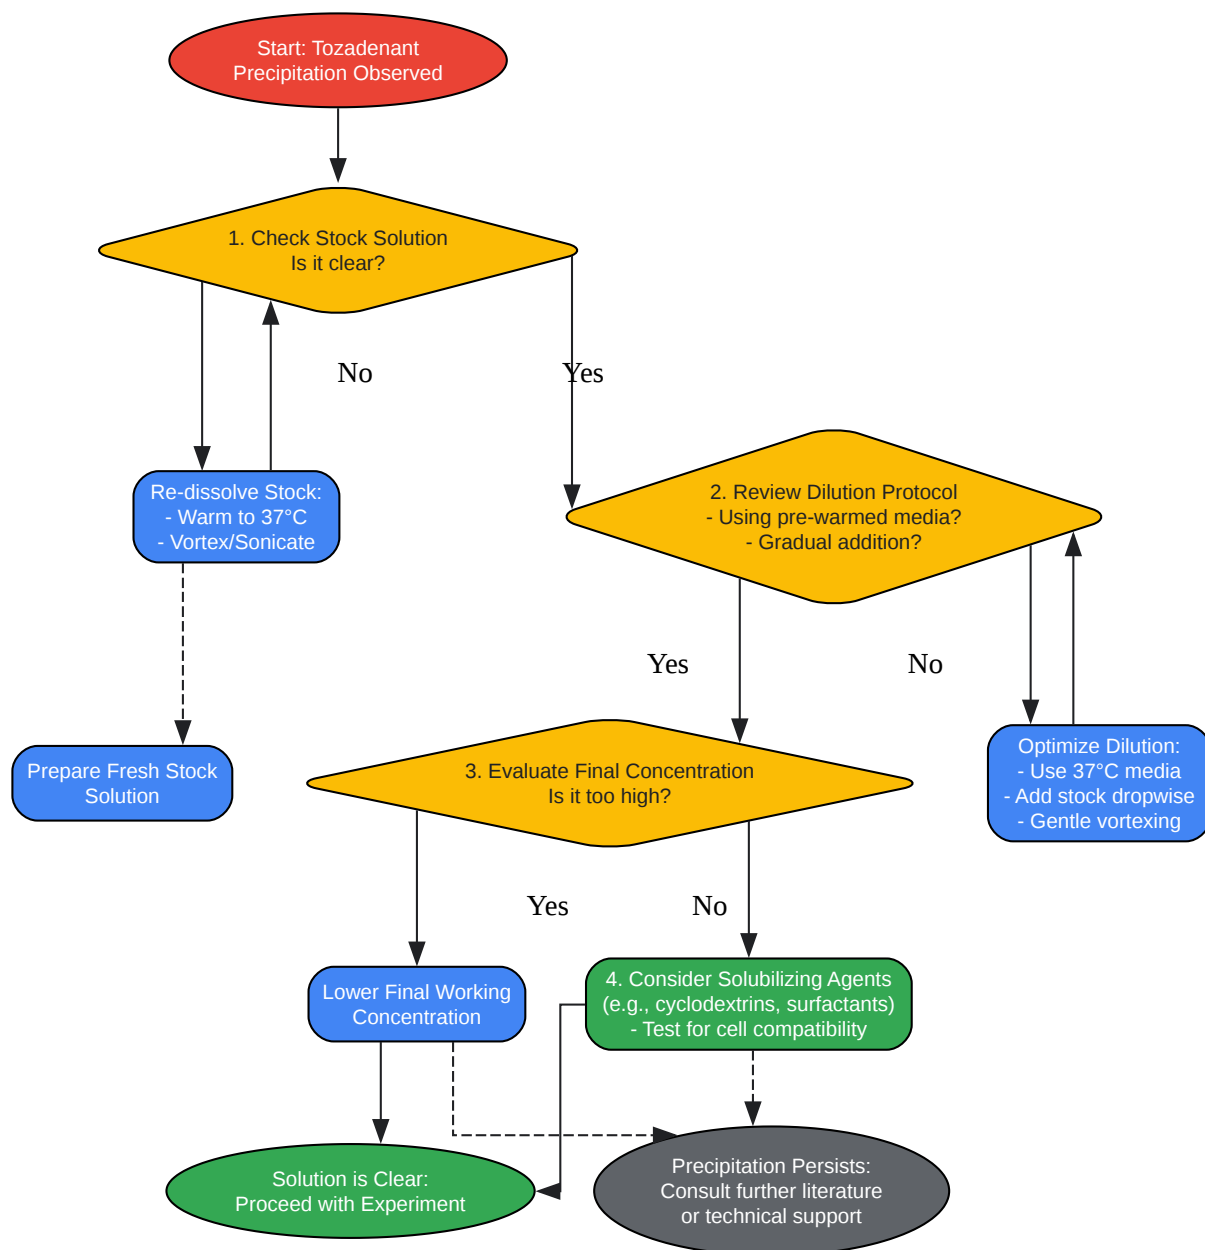 Start: Tozadenant
Precipitation Observed
1. Check Stock Solution
Is it clear?
No
Yes
Re-dissolve Stock:
- Warm to 37°C
- Vortex/Sonicate
2. Review Dilution Protocol
- Using pre-warmed media?
- Gradual addition?
Yes
No
Prepare Fresh Stock
Solution
3. Evaluate Final Concentration
Is it too high?
Optimize Dilution:
- Use 37°C media
- Add stock dropwise
- Gentle vortexing
Yes
No
Lower Final Working
Concentration
4. Consider Solubilizing Agents
(e.g., cyclodextrins, surfactants)
- Test for cell compatibility
Solution is Clear:
Proceed with Experiment
Precipitation Persists:
Consult further literature
or technical support